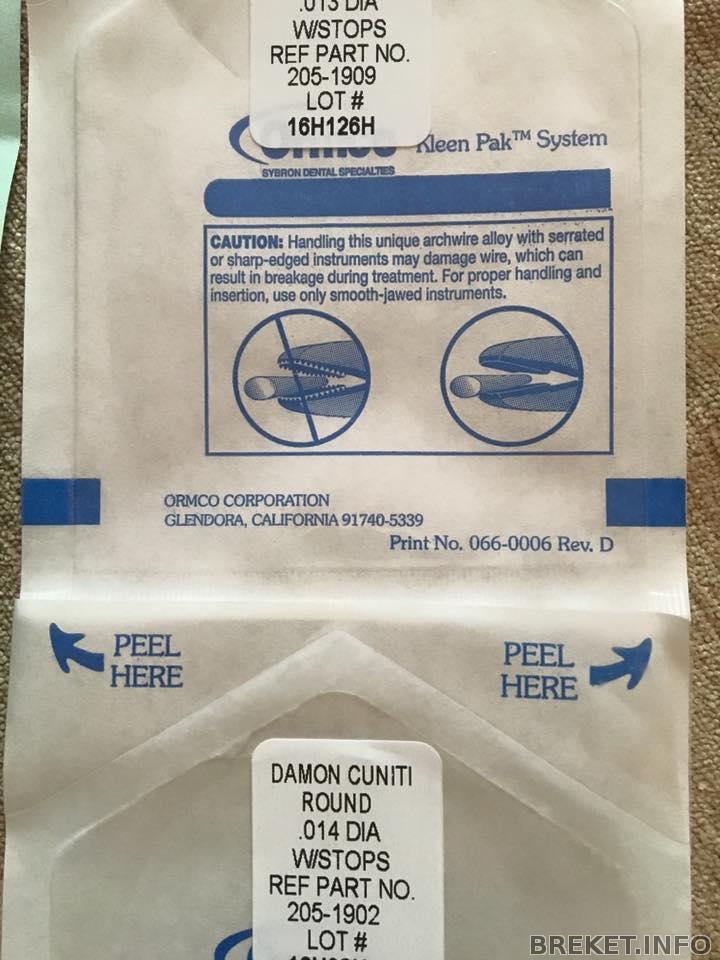 .013 DIA
W/STOPS
REF PART NO.
205-1909
LOT #
16H126H
Ormco Kleen Pak™ System
SYBRON DENTAL SPECIALTIES
CAUTION: Handling this unique archwire alloy with serrated
or sharp-edged instruments may damage wire, which can
result in breakage during treatment. For proper handling and
insertion, use only smooth-jawed instruments.
ORMCO CORPORATION
GLENDORA, CALIFORNIA 91740-5339
Print No. 066-0006 Rev. D
PEEL
HERE
PEEL
HERE
DAMON CUNITI
ROUND
.014 DIA
W/STOPS
REF PART NO.
205-1902
LOT #
BREKET.INFO